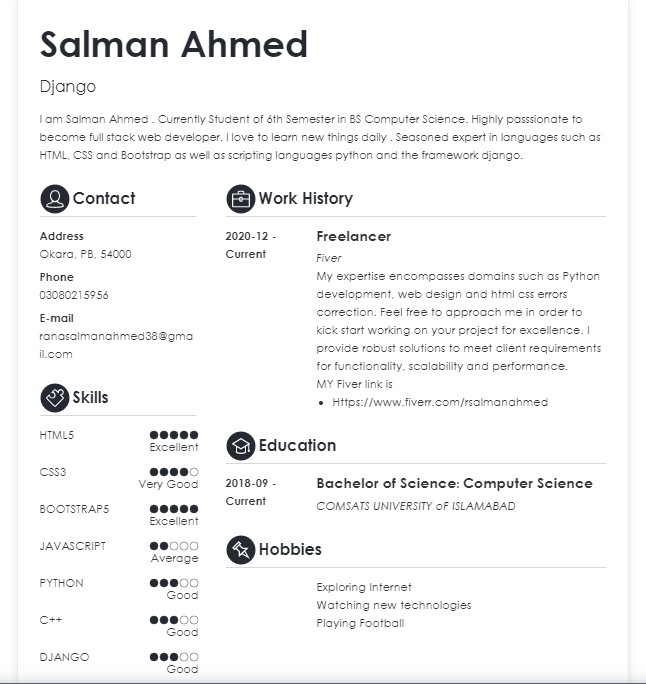 Salman Ahmed
Django
I am Salman Ahmed . Currently Student of 6th Semester in BS Computer Science. Highly passsionate to
become full stack web developer. I love to learn new things daily . Seasoned expert in languages such as
HTML, CSS and Bootstrap as well as scripting languages python and the framework django.
Contact
Address
Okara, PB, 54000
Phone
03080215956
E-mail
ranasalmanahmed38@gma
il.com
Skills
HTML5
Excellent
CSS3
Very Good
BOOTSTRAP5
Excellent
JAVASCRIPT
Average
PYTHON
Good
C++
Good
DJANGO
Good
Work History
2020-12 -
Current
Freelancer
Fiver
My expertise encompasses domains such as Python
development, web design and html css errors
correction. Feel free to approach me in order to
kick start working on your project for excellence. I
provide robust solutions to meet client requirements
for functionality, scalability and performance.
MY Fiver link is
• Https://www.fiverr.com/rsalmanahmed
Education
2018-09 -
Current
Bachelor of Science: Computer Science
COMSATS UNIVERSITY oF ISLAMABAD
Hobbies
Exploring Internet
Watching new technologies
Playing Football